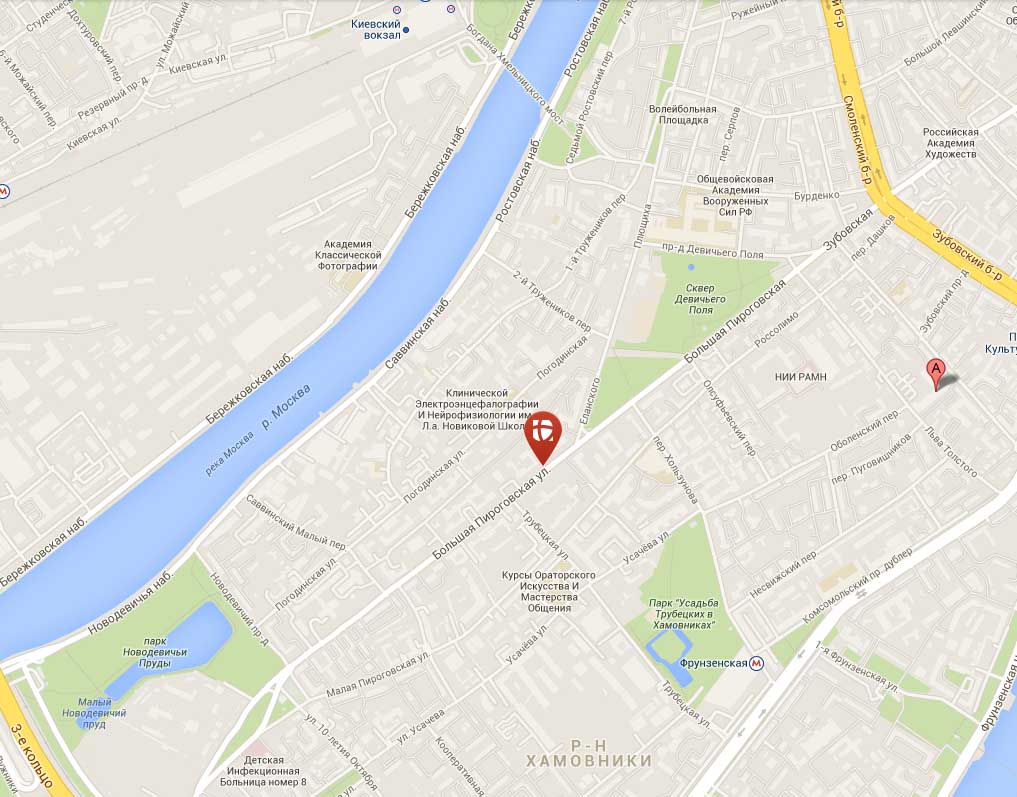 Киевский
вокзал
Студенческая
Дохтуровский пер.
ул. Можайский
6-й Можайский пер.
Резервный пр-д
Киевская ул.
Киевская ул.
Богдана Хмельницкого мост
Бережковская
Ростовская наб.
7-й Рос
Ружейный пер.
Большой Левшинский
Смоленский б-р
Российская
Академия
Художеств
Волейбольная
Площадка
пер. Серпов
Седьмой Ростовский пер.
Бережковская наб.
Ростовская наб.
Общевойсковая
Академия
Вооруженных
Сил РФ
Бурденко
1-й Тружеников пер
Плющиха
пр-д Девичьего Поля
Зубовская
пер. Дашков
Зубовский б-р
Академия
Классической
Фотографии
2-й Тружеников пер
Сквер
Девичьего
Поля
Большая Пироговская
Россолимо
Зубовский пр-д
Культу
Саввинская наб.
Погодинская
НИИ РАМН
A
Бережковская наб.
Клинической
Электроэнцефалографии
И Нейрофизиологии им
Л.а. Новиковой Школ
Еланского
Олсуфьевский пер.
Оболенский пер.
р. Москва
река Москва
пер. Хользунова
пер. Пуговишников
Льва Толстого
Погодинская ул.
Большая Пироговская ул.
Саввинский Малый пер.
Трубецкая ул.
Усачёва ул.
Несвижский пер.
Комсомольский пр. дублер
Бережковская наб.
Погодинская ул.
Курсы Ораторского
Искусства И
Мастерства
Общения
Новодевичья наб.
Новодевичий пр-д
Парк "Усадьба
Трубецких в
Хамовниках"
парк
Новодевичьи
Пруды
Усачёва ул.
Фрунзенская
М
1-я Фрунзенская ул.
Малая Пироговская ул.
Малый
Новодевичий
пруд
Трубецкая ул.
Фрунзенская
3-е кольцо
ул. 10-летия Октября
ул. Усачева
Кооперативная
Р-Н
ХАМОВНИКИ
Детская
Инфекционная
Больница номер 8